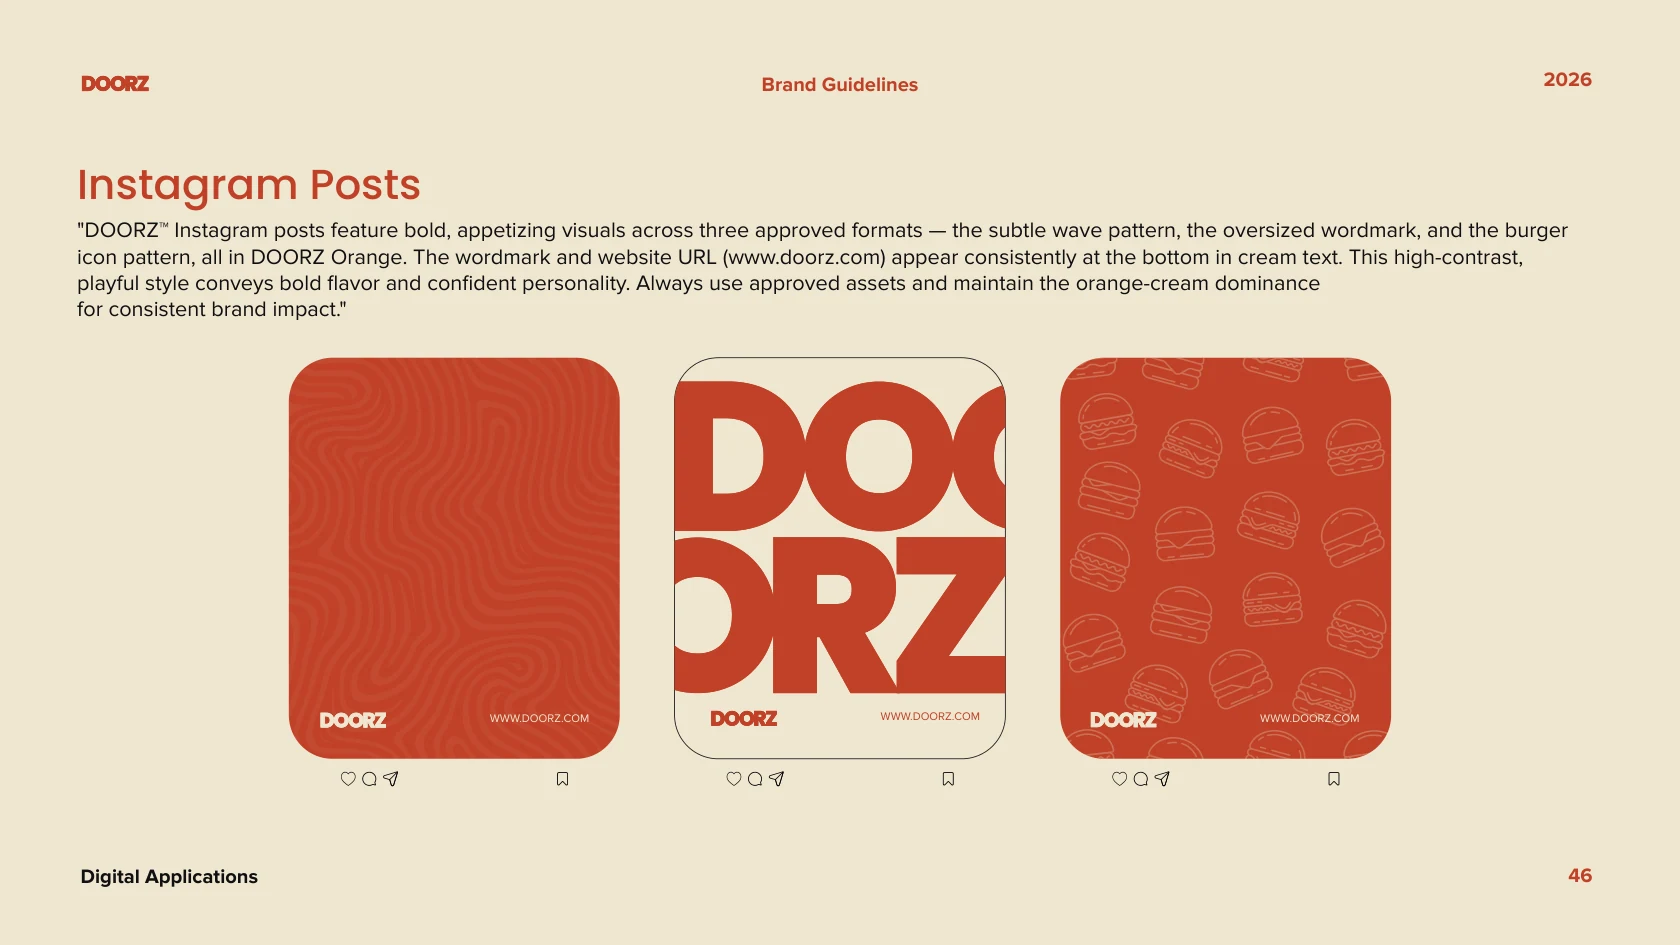 DOORZ
Brand Guidelines
2026
Instagram Posts
"DOORZ™ Instagram posts feature bold, appetizing visuals across three approved formats — the subtle wave pattern, the oversized wordmark, and the burger
icon pattern, all in DOORZ Orange. The wordmark and website URL (www.doorz.com) appear consistently at the bottom in cream text. This high-contrast,
playful style conveys bold flavor and confident personality. Always use approved assets and maintain the orange-cream dominance
for consistent brand impact."
DOORZ
WWW.DOORZ.COM
DOO
ORZ
DOORZ
WWW.DOORZ.COM
DOORZ
WWW.DOORZ.COM
Digital Applications
46